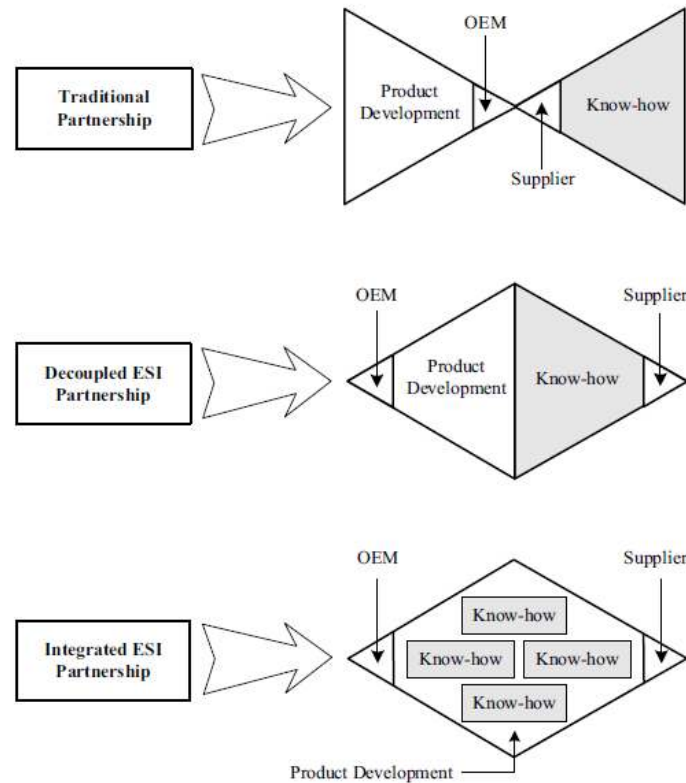 OEM
Traditional
Partnership
Product
Development
Know-how
Supplier
OEM
Supplier
Decoupled ESI
Partnership
Product
Development
Know-how
OEM
Supplier
Integrated ESI
Partnership
Know-how
Know-how
Know-how
Know-how
Product Development